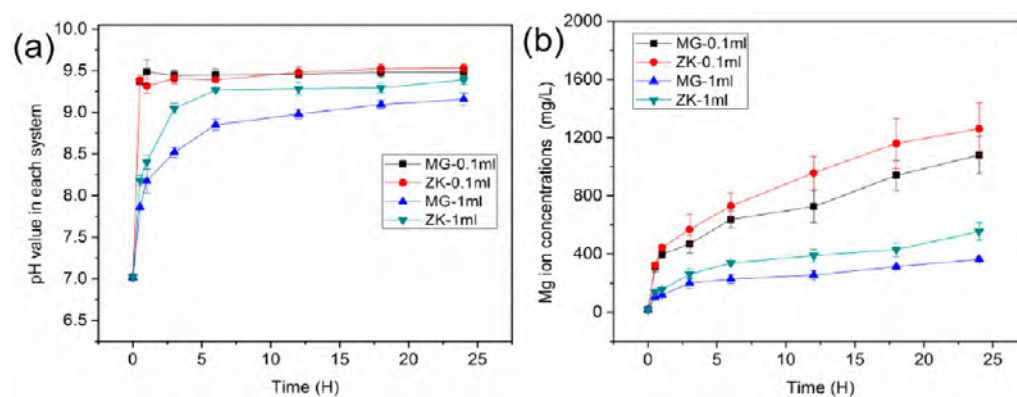 (a)
pH value in each system
10.0
9.5
9.0
8.5
8.0
7.5
7.0
6.5
MG-0.1ml
ZK-0.1ml
MG-1ml
ZK-1ml
0 5 10 15 20 25
Time (H)
(b)
Mg ion concentrations (mg/L)
2000
1600
1200
800
400
0
MG-0.1ml
ZK-0.1ml
MG-1ml
ZK-1ml
0 5 10 15 20 25
Time (H)